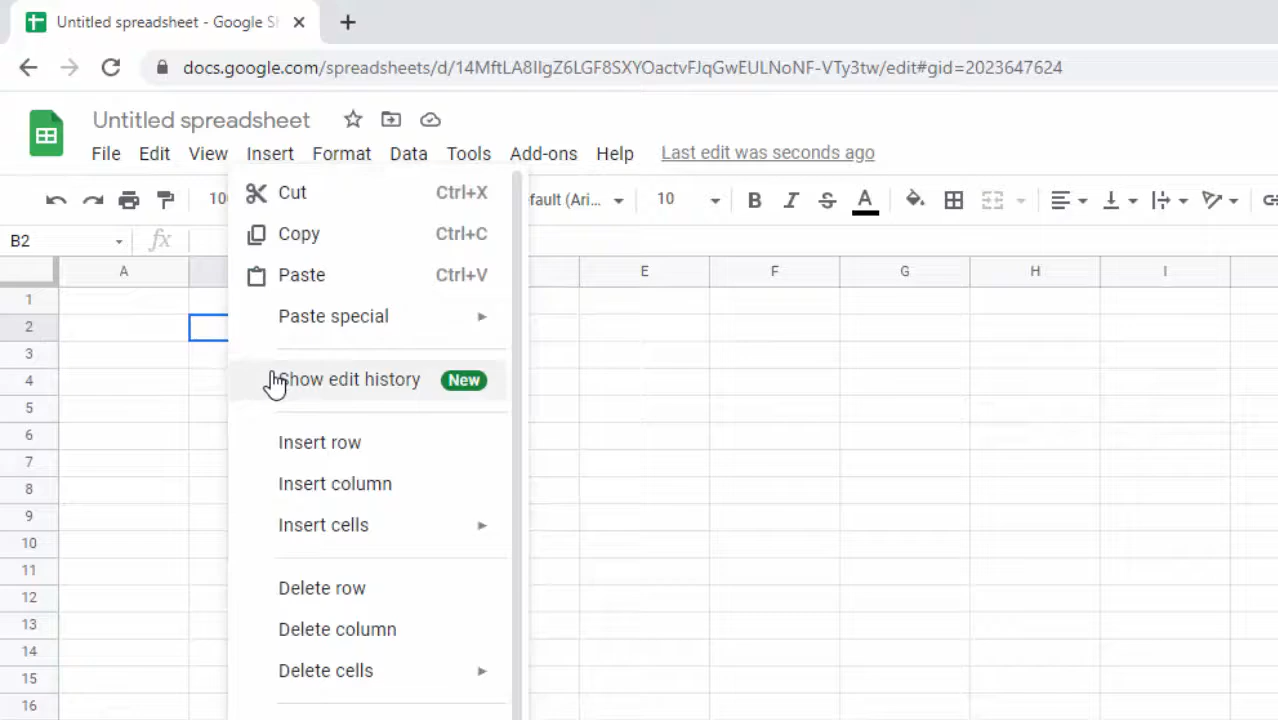 Untitled spreadsheet - Google S
docs.google.com/spreadsheets/d/14MftLA8IIgZ6LGF8SXYOactvFJqGwEULNoNF-VTy3tw/edit#gid=2023647624
Untitled spreadsheet
File Edit View Insert Format Data Tools Add-ons Help Last edit was seconds ago
10 B I S A
B2 fx
A E F G H I
1
2
3
4
5
6
7
8
9
10
11
12
13
14
15
16
Cut Ctrl+X
Copy Ctrl+C
Paste Ctrl+V
Paste special
Show edit history New
Insert row
Insert column
Insert cells
Delete row
Delete column
Delete cells